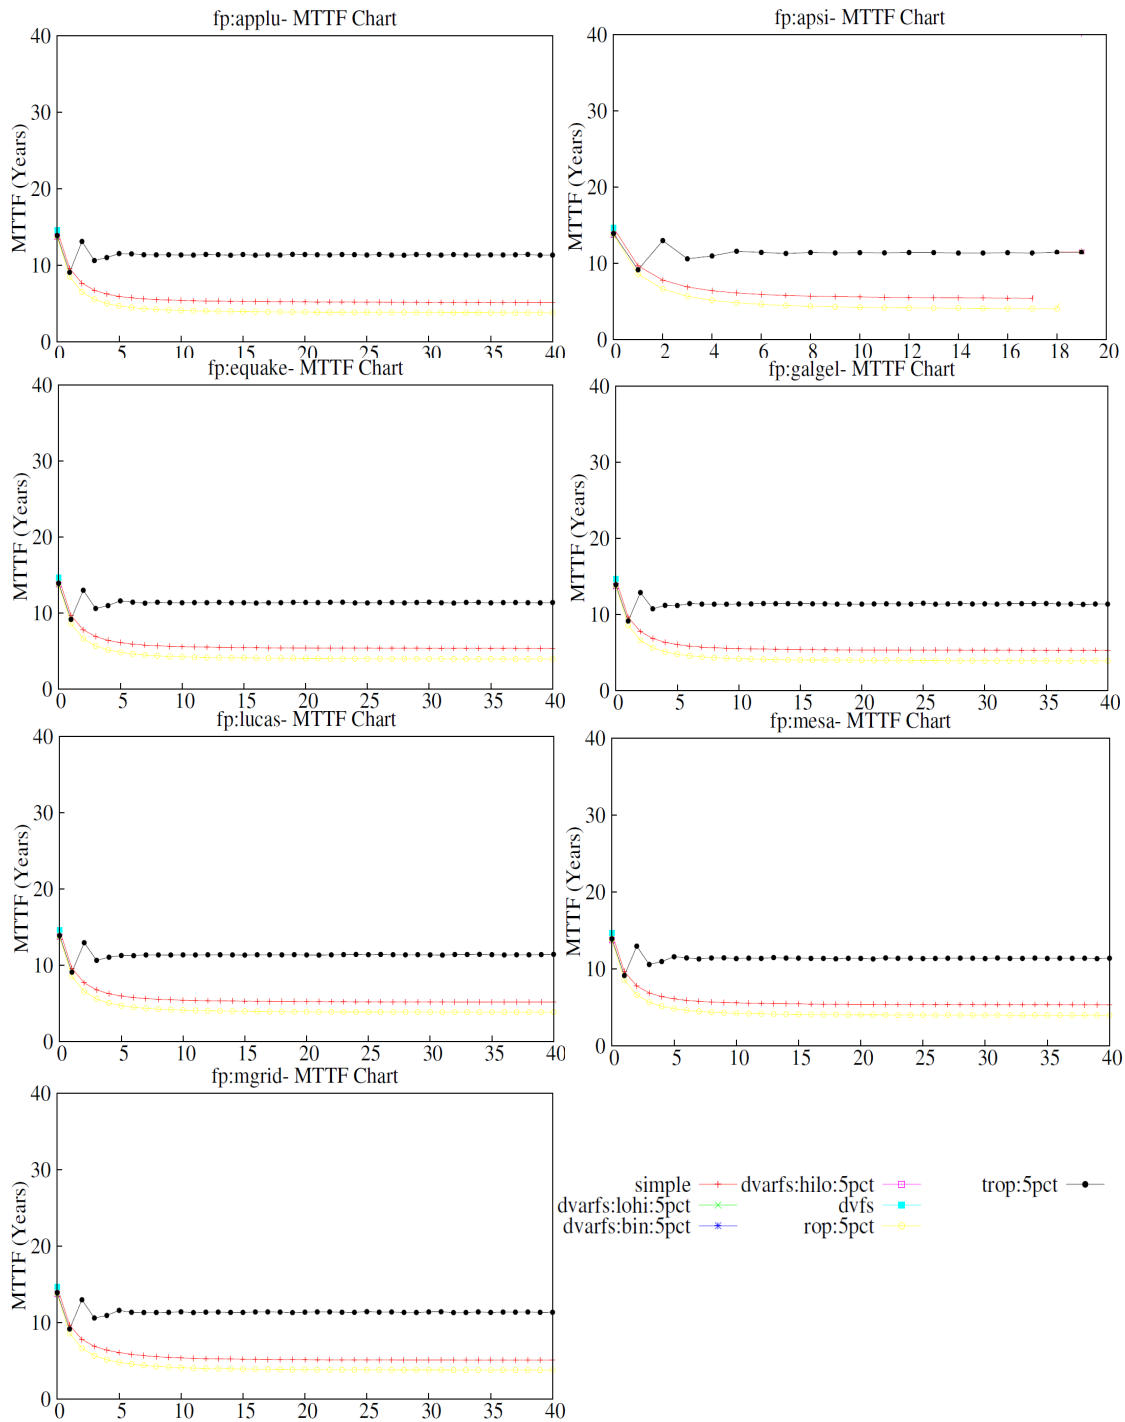 fp:applu- MTTF Chart
MTTF (Years)
40
30
20
10
0
0 5 10 15 20 25 30 35 40
fp:apsi- MTTF Chart
MTTF (Years)
40
30
20
10
0
0 2 4 6 8 10 12 14 16 18 20
fp:equake- MTTF Chart
MTTF (Years)
40
30
20
10
0
0 5 10 15 20 25 30 35 40
fp:galgel- MTTF Chart
MTTF (Years)
40
30
20
10
0
0 5 10 15 20 25 30 35 40
fp:lucas- MTTF Chart
MTTF (Years)
40
30
20
10
0
0 5 10 15 20 25 30 35 40
fp:mesa- MTTF Chart
MTTF (Years)
40
30
20
10
0
0 5 10 15 20 25 30 35 40
fp:mgrid- MTTF Chart
MTTF (Years)
40
30
20
10
0
0 5 10 15 20 25 30 35 40
simple dvarfs:hilo:5pct trop:5pct
dvarfs:lohi:5pct dvfs
dvarfs:bin:5pct rop:5pct